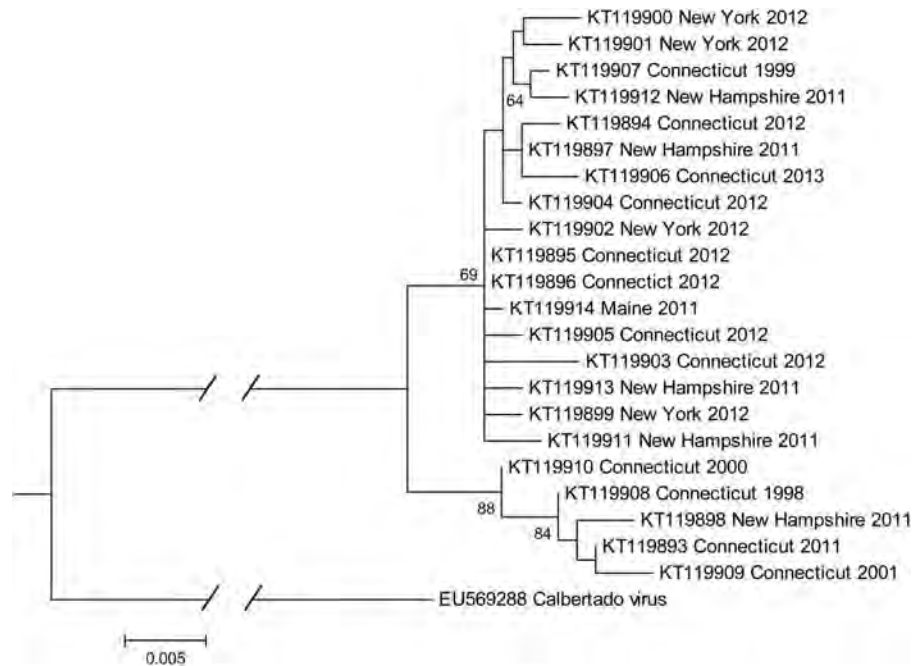 KT119900 New York 2012
KT119901 New York 2012
KT119907 Connecticut 1999
64
KT119912 New Hampshire 2011
KT119894 Connecticut 2012
KT119897 New Hampshire 2011
KT119906 Connecticut 2013
KT119904 Connecticut 2012
KT119902 New York 2012
KT119895 Connecticut 2012
69
KT119896 Connectict 2012
KT119914 Maine 2011
KT119905 Connecticut 2012
KT119903 Connecticut 2012
KT119913 New Hampshire 2011
KT119899 New York 2012
KT119911 New Hampshire 2011
KT119910 Connecticut 2000
KT119908 Connecticut 1998
88
KT119898 New Hampshire 2011
84
KT119893 Connecticut 2011
KT119909 Connecticut 2001
EU569288 Calbertado virus
0.005